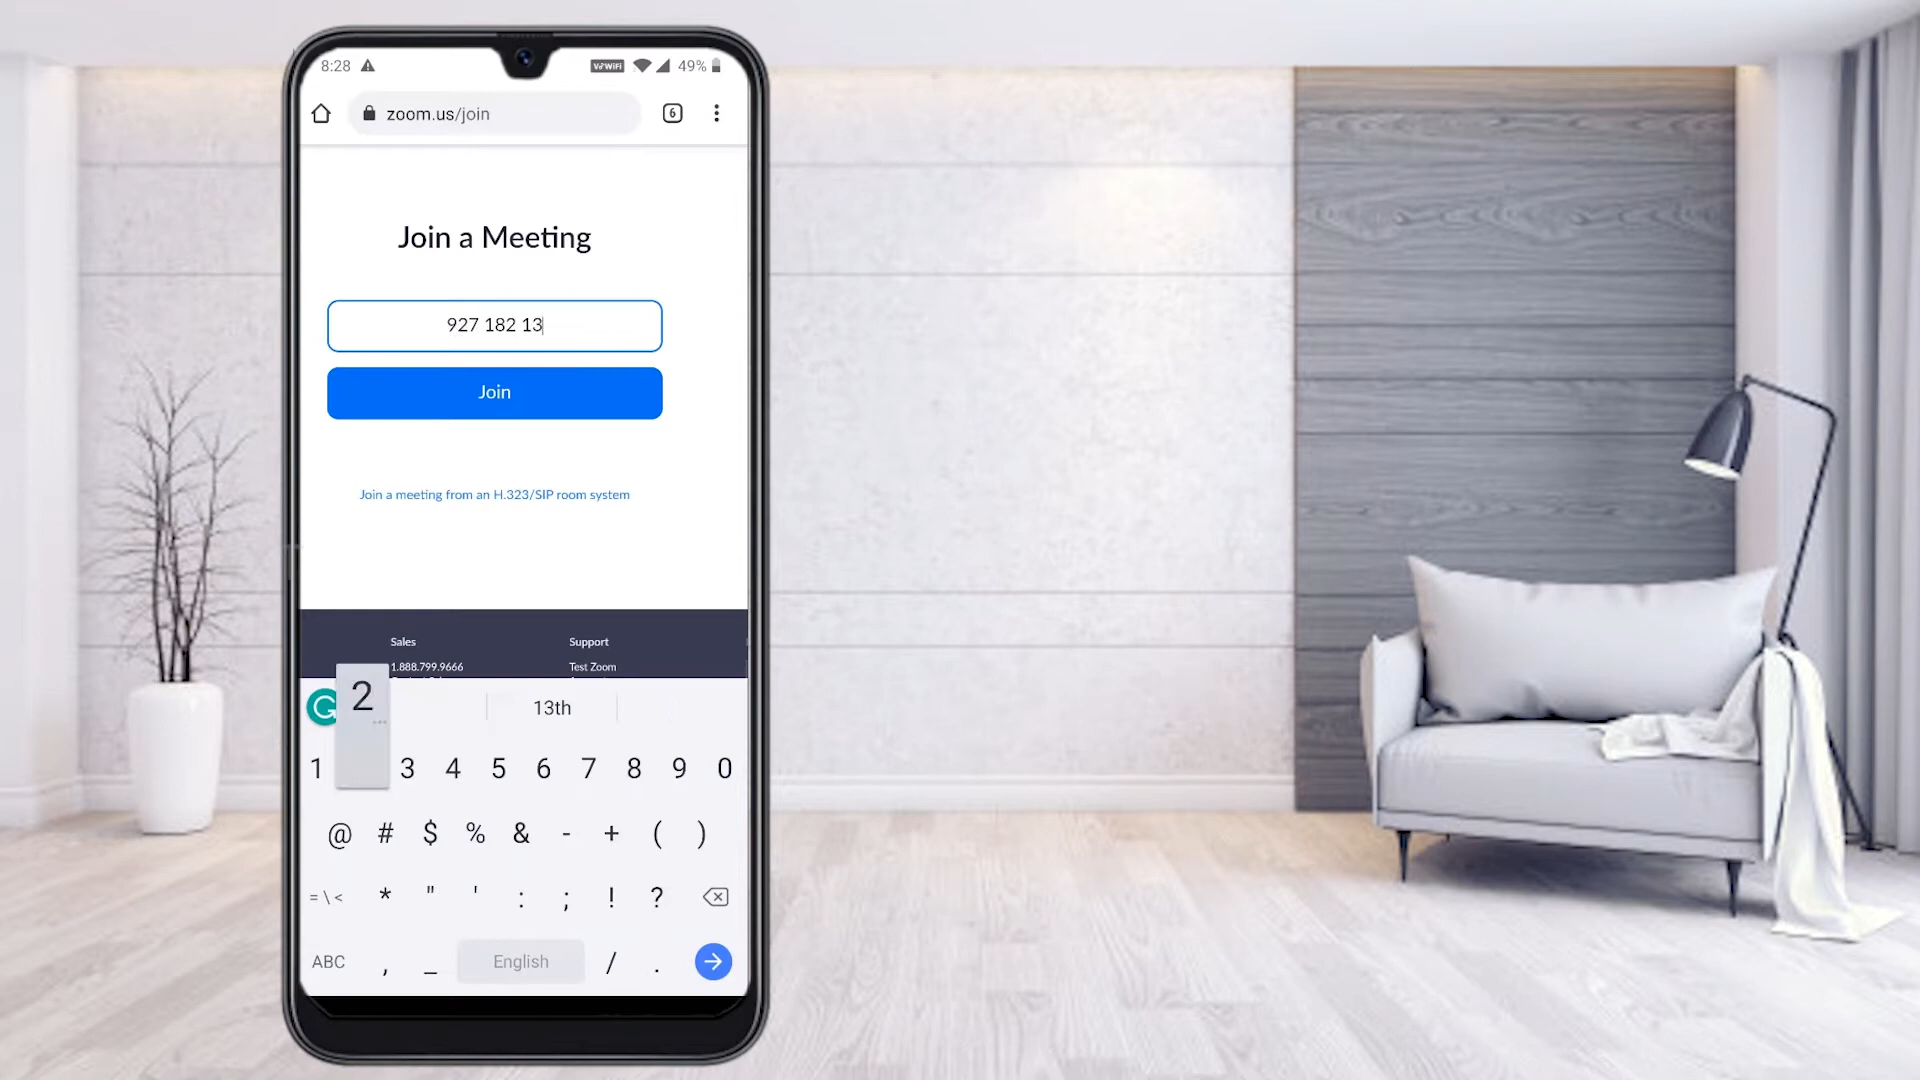 8:28 VoWiFi 49%
zoom.us/join 6
Join a Meeting
927 182 13
Join
Join a meeting from an H.323/SIP room system
Sales Support
1.888.799.9666 Test Zoom
2
13th
1 3 4 5 6 7 8 9 0
@ # $ % & - + ( )
= \ < * " ' : ; ! ?
ABC , _ English / .